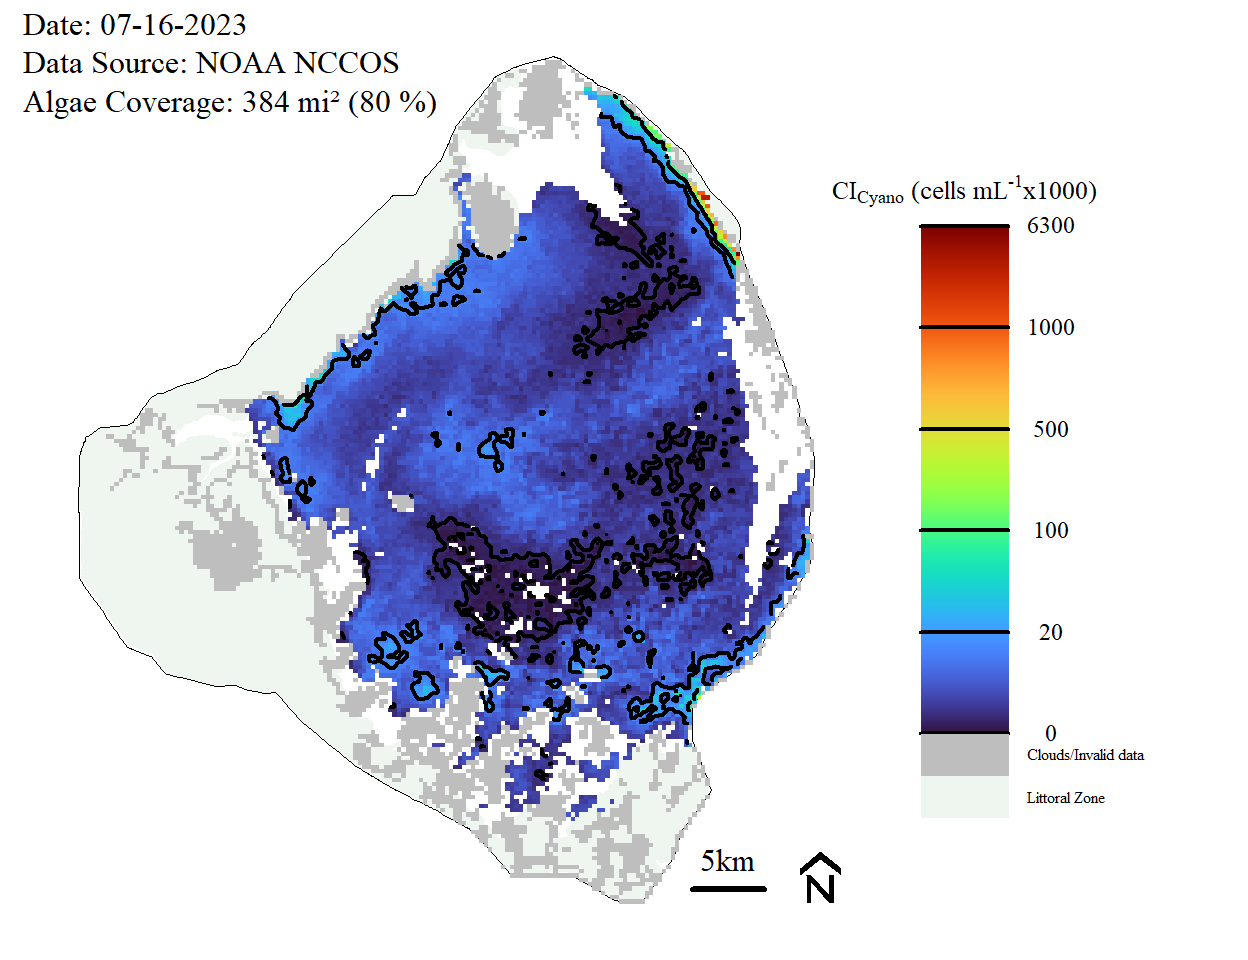 Date: 07-16-2023
Data Source: NOAA NCCOS
Algae Coverage: 384 mi² (80 %)
CICyano (cells mL-1x1000)
6300
1000
500
100
20
0
Clouds/Invalid data
Littoral Zone
5km
N